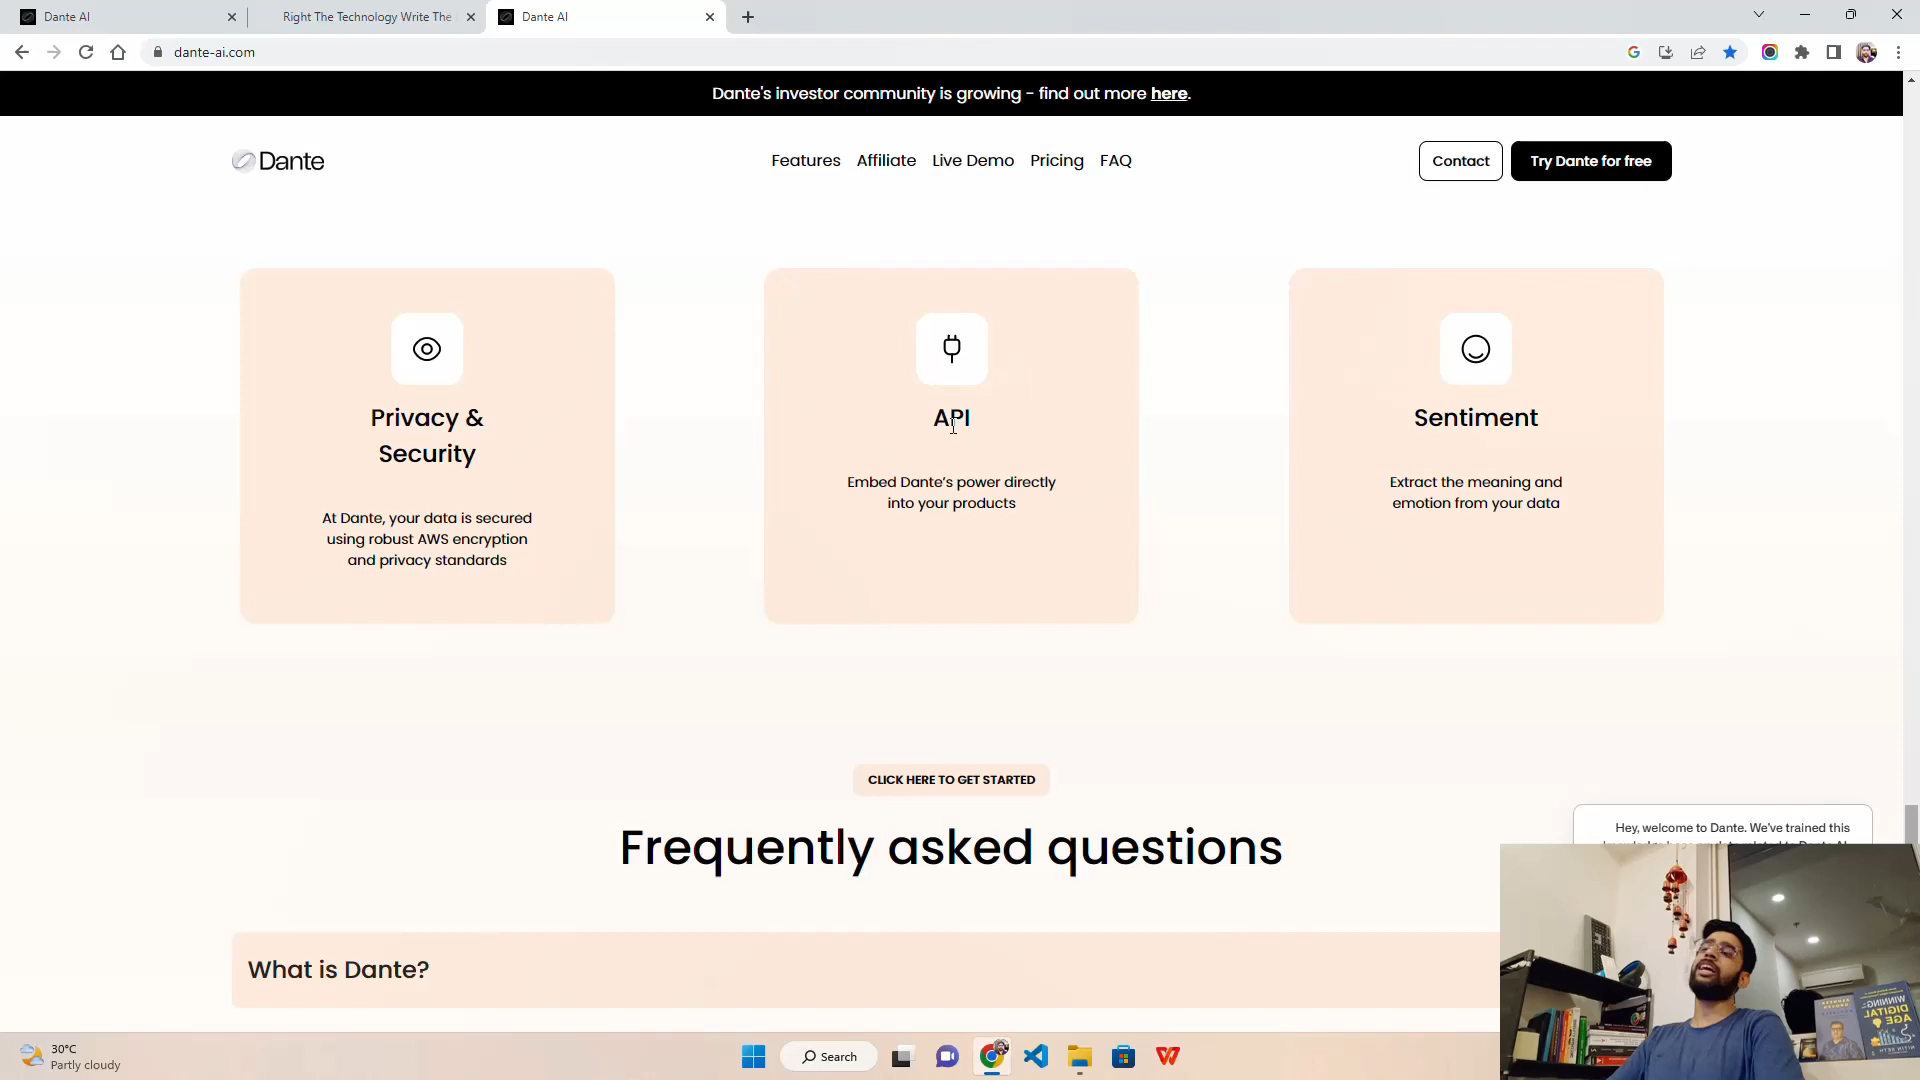 Dante AI
Right The Technology Write The
Dante AI
dante-ai.com
Dante's investor community is growing - find out more here.
Dante
Features
Affiliate
Live Demo
Pricing
FAQ
Contact
Try Dante for free
Privacy &
Security
At Dante, your data is secured
using robust AWS encryption
and privacy standards
API
Embed Dante’s power directly
into your products
Sentiment
Extract the meaning and
emotion from your data
CLICK HERE TO GET STARTED
Frequently asked questions
What is Dante?
Hey, welcome to Dante. We've trained this
30°C
Partly cloudy
Search
WINNING
DIGITAL
AGE